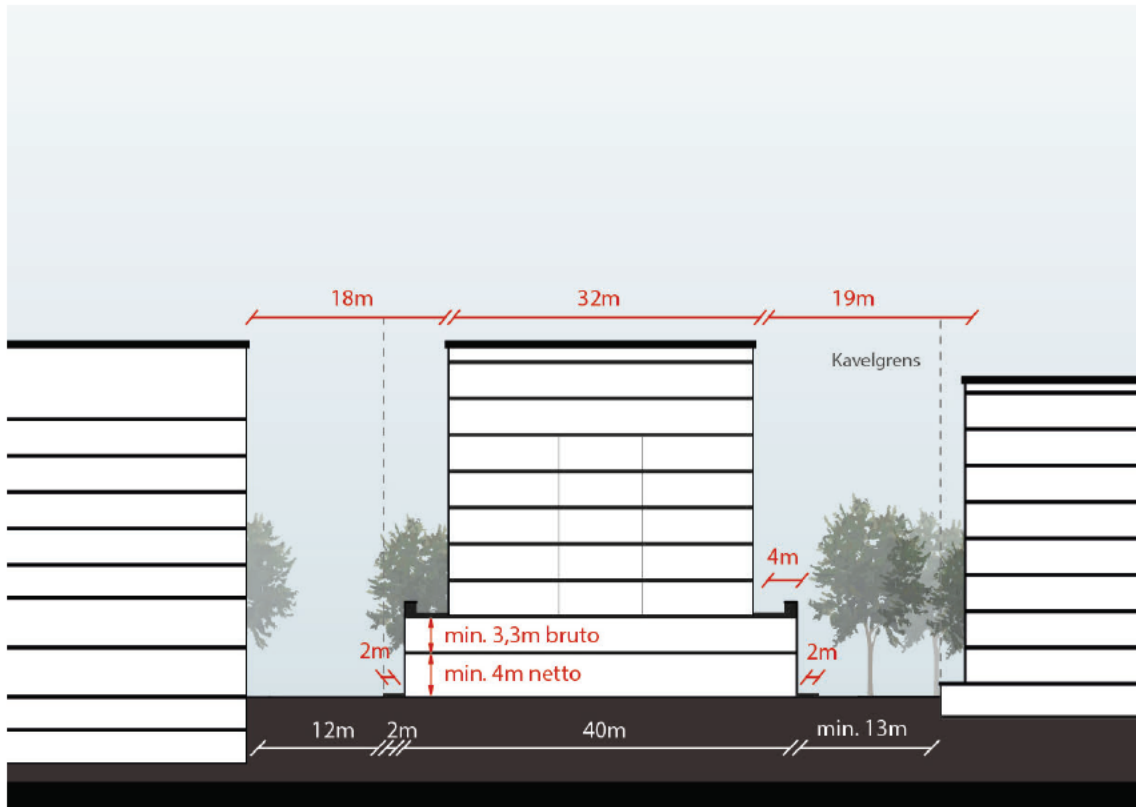 18m
32m
19m
Kavelgrens
4m
min. 3,3m bruto
2m
min. 4m netto
2m
12m
2m
40m
min. 13m